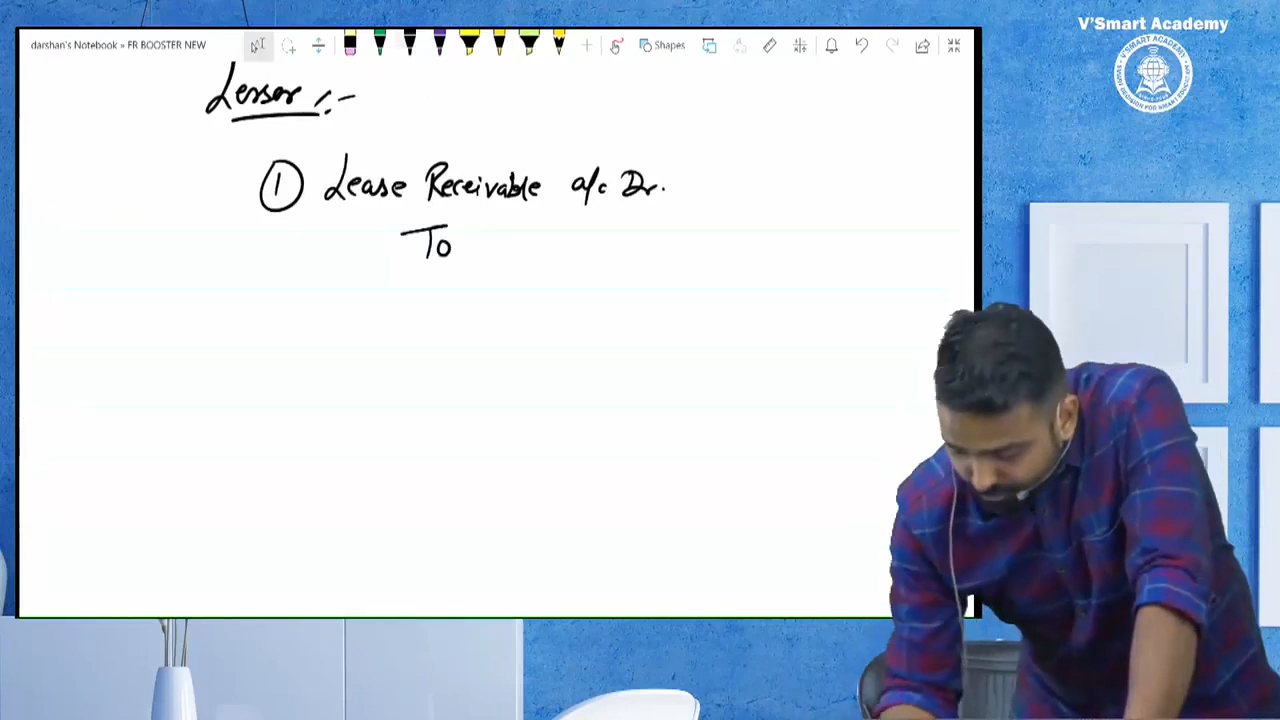 V'Smart Academy
darshan's Notebook » FR BOOSTER NEW
Shapes
Lessor :-
① Lease Receivable a/c Dr.
To